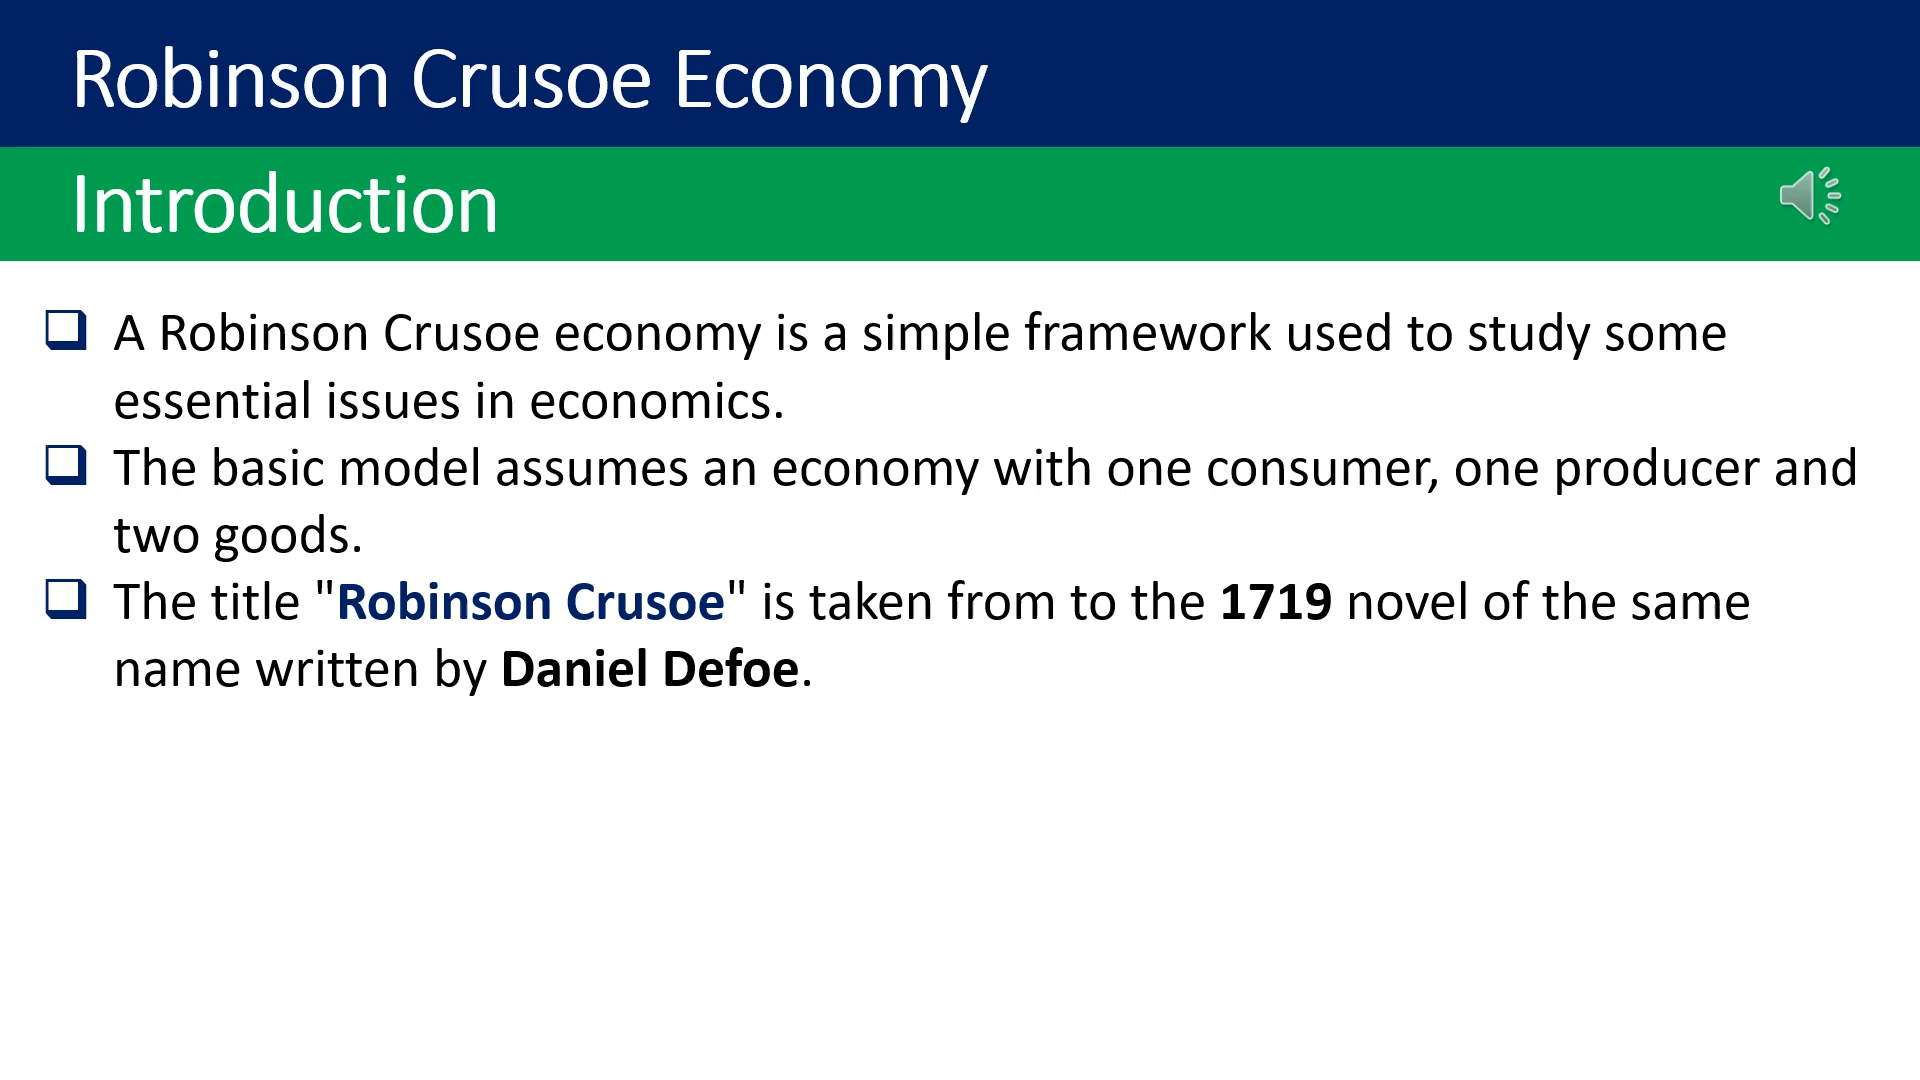 Robinson Crusoe Economy
Introduction
A Robinson Crusoe economy is a simple framework used to study some
essential issues in economics.
The basic model assumes an economy with one consumer, one producer and
two goods.
The title "Robinson Crusoe" is taken from to the 1719 novel of the same
name written by Daniel Defoe.